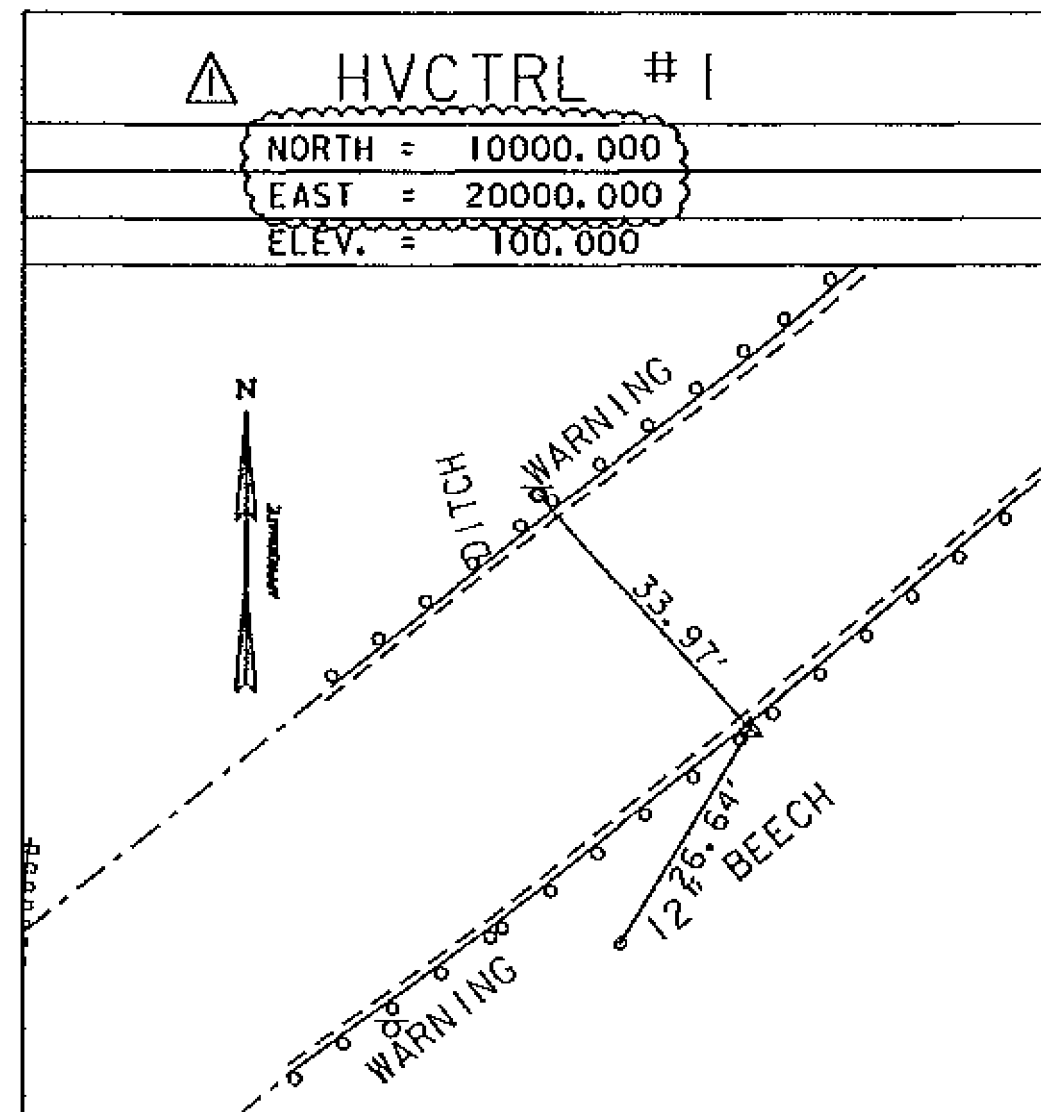 HVCTRL # 1
NORTH = 10000.000
EAST = 20000.000
ELEV. = 100.000
N
WARNING
DITCH
33.97'
26.64'
12" BEECH
WARNING